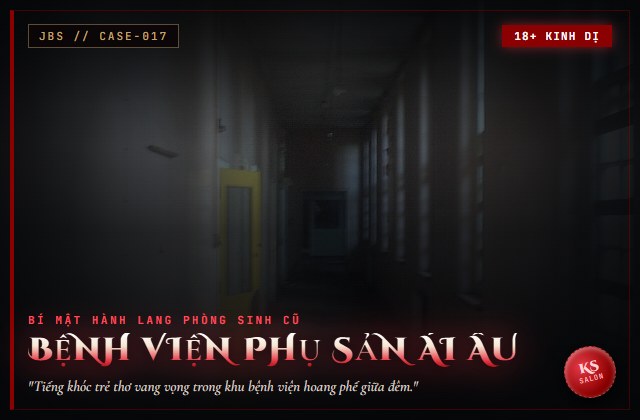 JBS // CASE-017
18+ KINH DỊ
BÍ MẬT HÀNH LANG PHÒNG SINH CŨ
BỆNH VIỆN PHỤ SẢN ÁI ÂU
"Tiếng khóc trẻ thơ vang vọng trong khu bệnh viện hoang phế giữa đêm."
KS
SALON